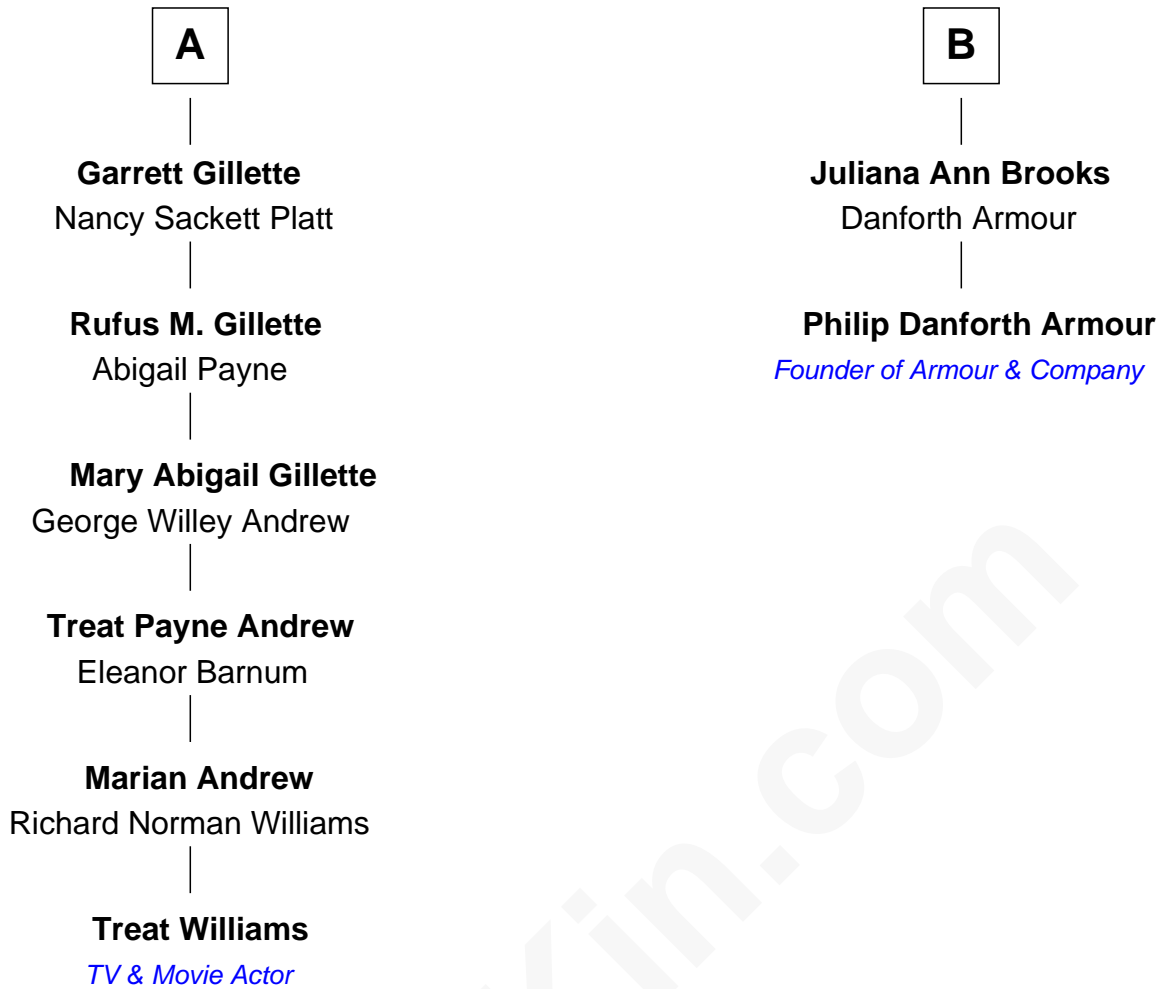 A
Garrett Gillette
Nancy Sackett Platt
Rufus M. Gillette
Abigail Payne
Mary Abigail Gillette
George Willey Andrew
Treat Payne Andrew
Eleanor Barnum
Marian Andrew
Richard Norman Williams
Treat Williams
TV & Movie Actor
B
Juliana Ann Brooks
Danforth Armour
Philip Danforth Armour
Founder of Armour & Company
Kin.com